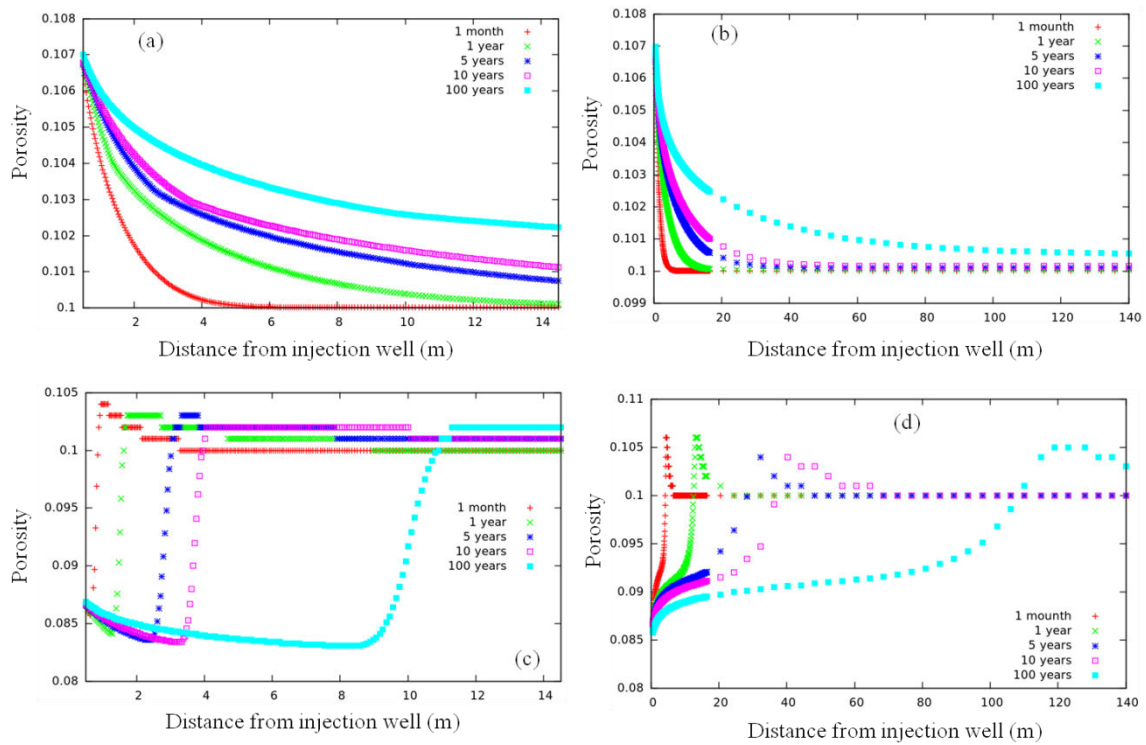 (a)
1 month
1 year
5 years
10 years
100 years
0.108
0.107
0.106
0.105
0.104
0.103
0.102
0.101
0.1
Porosity
2 4 6 8 10 12 14
Distance from injection well (m)
(b)
1 mounth
1 year
5 years
10 years
100 years
0.108
0.107
0.106
0.105
0.104
0.103
0.102
0.101
0.1
0.099
Porosity
0 20 40 60 80 100 120 140
Distance from injection well (m)
0.105
0.1
0.095
0.09
0.085
0.08
Porosity
1 month
1 year
5 years
10 years
100 years
(c)
2 4 6 8 10 12 14
Distance from injection well (m)
(d)
0.11
0.105
0.1
0.095
0.09
0.085
0.08
Porosity
1 mounth
1 year
5 years
10 years
100 years
0 20 40 60 80 100 120 140
Distance from injection well (m)